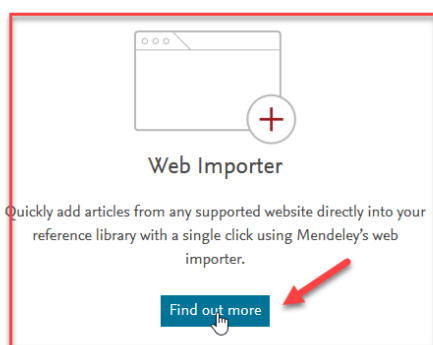 Web Importer
Quickly add articles from any supported website directly into your
reference library with a single click using Mendeley's web
importer.
Find out more